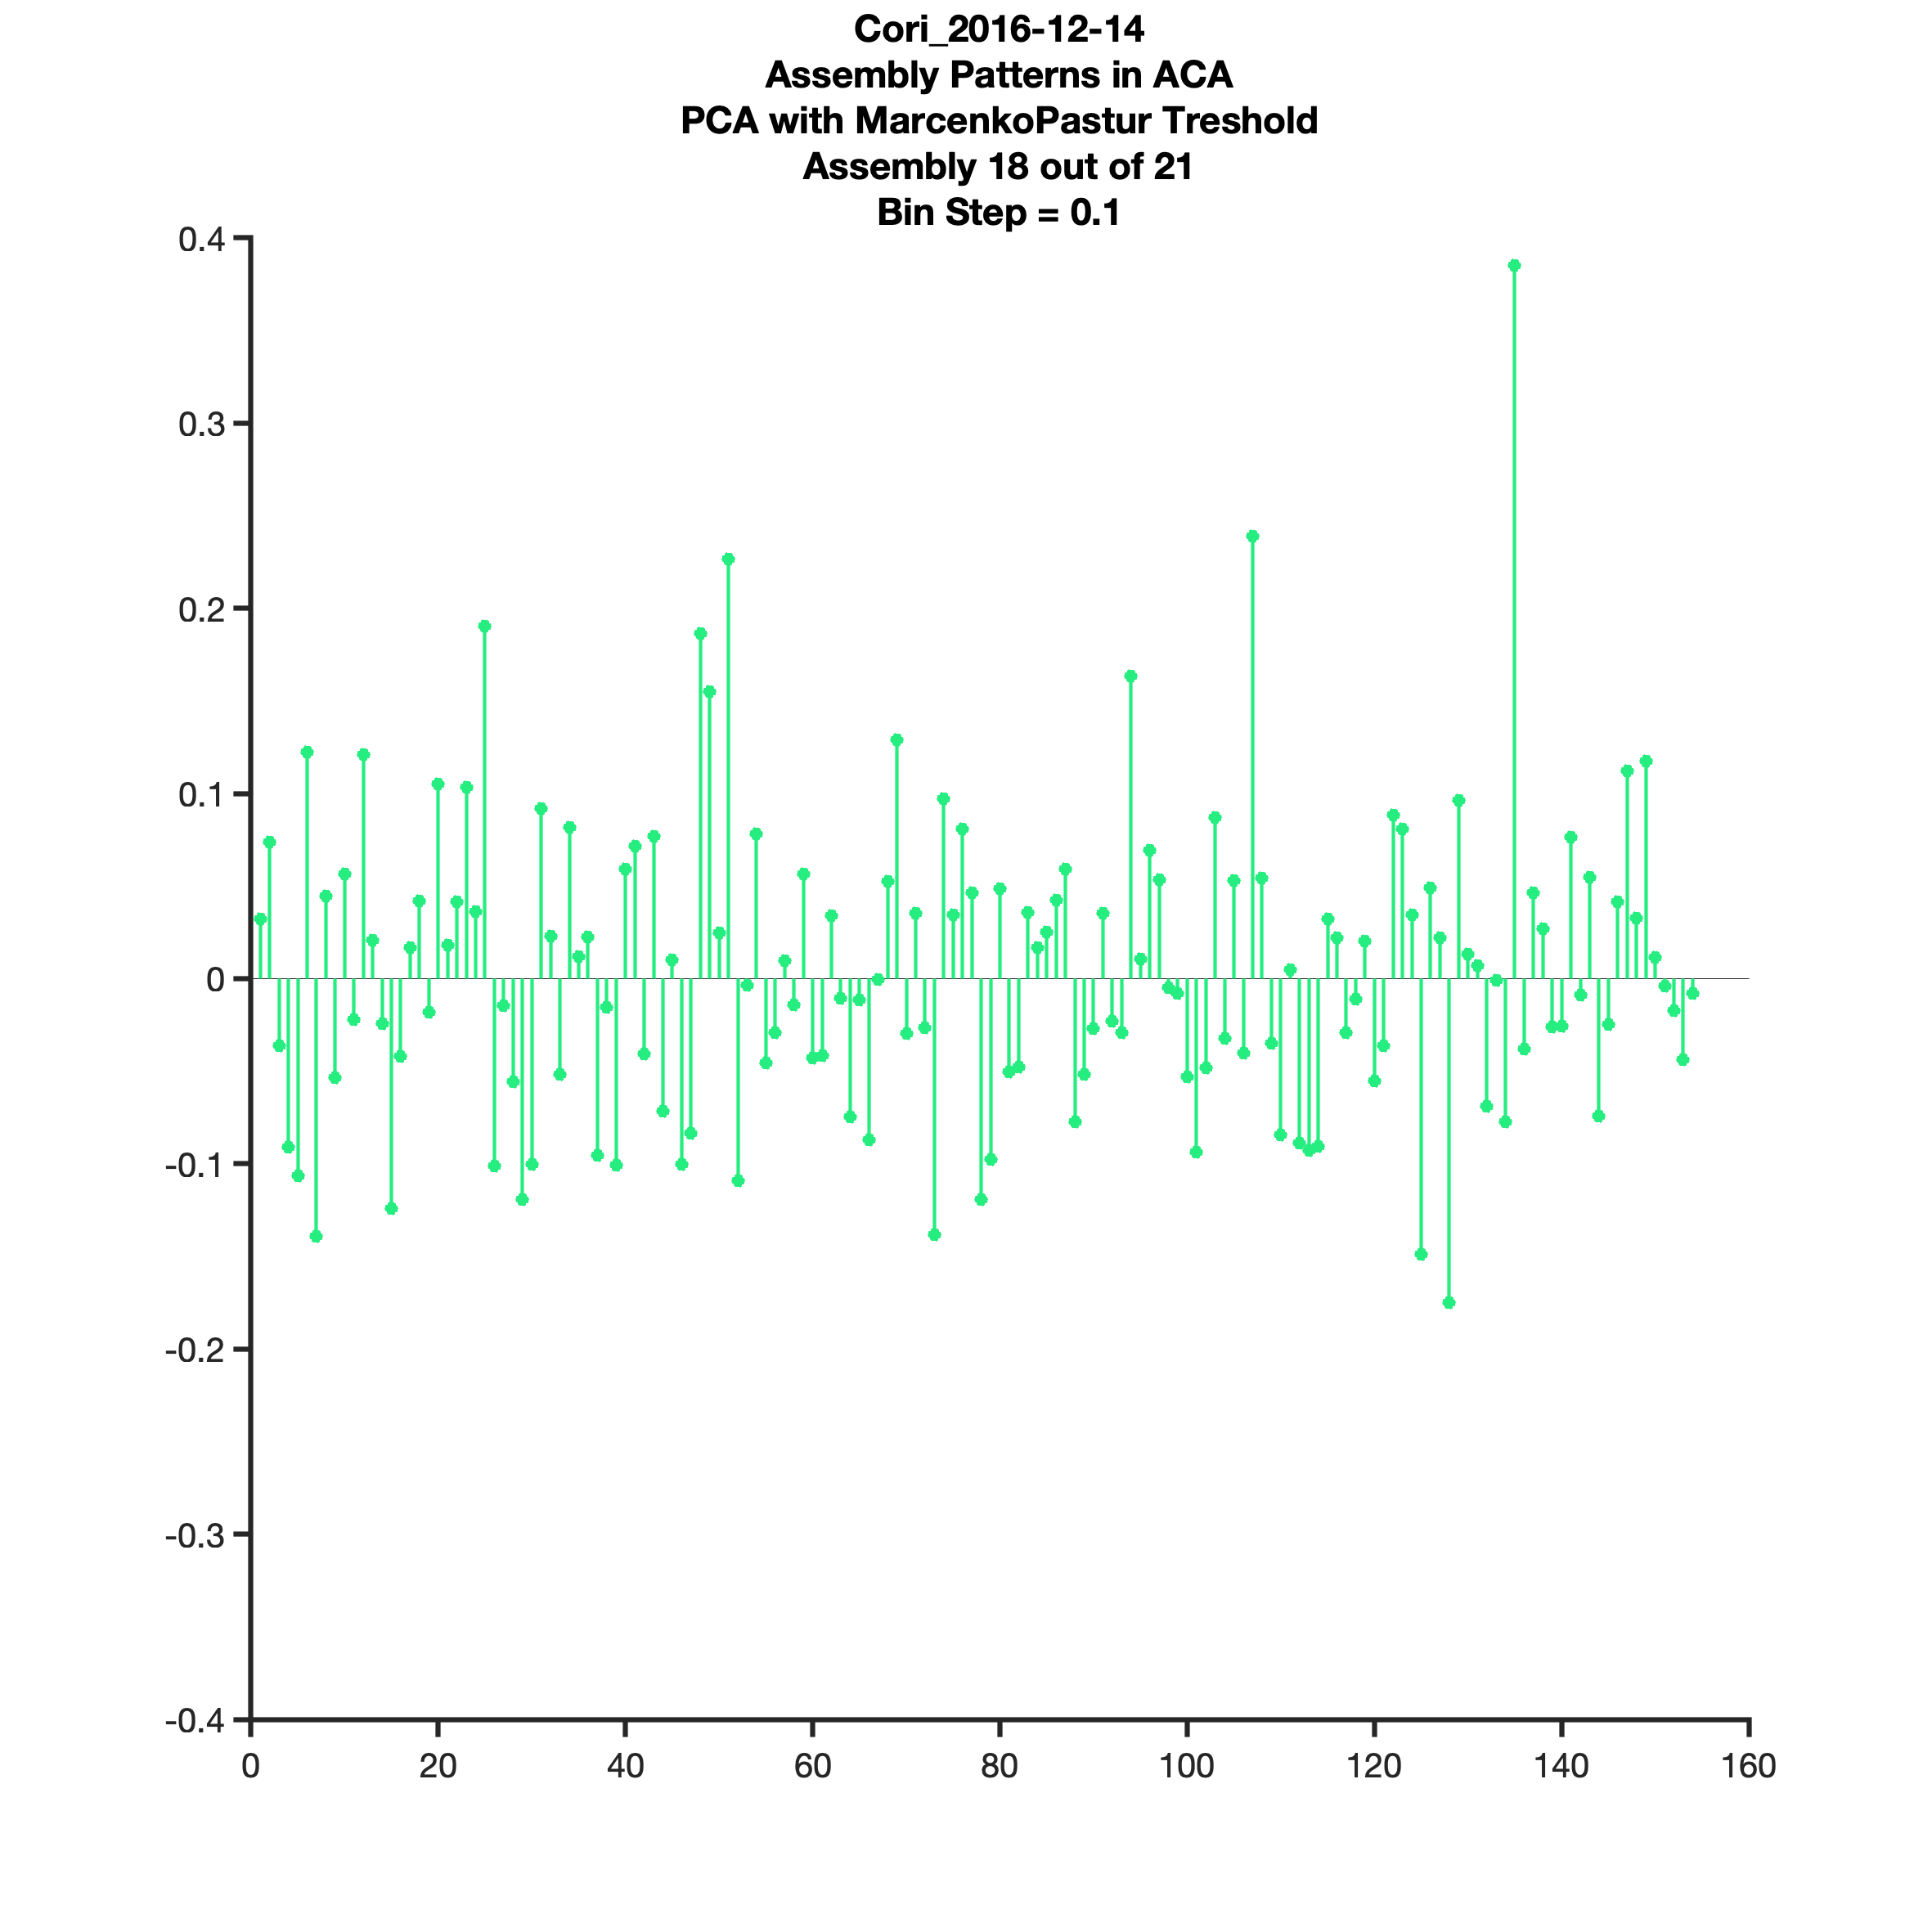 Cori_2016-12-14
Assembly Patterns in ACA
PCA with MarcenkoPastur Treshold
Assembly 18 out of 21
Bin Step = 0.1
0.4
0.3
0.2
0.1
0
-0.1
-0.2
-0.3
-0.4
0 20 40 60 80 100 120 140 160